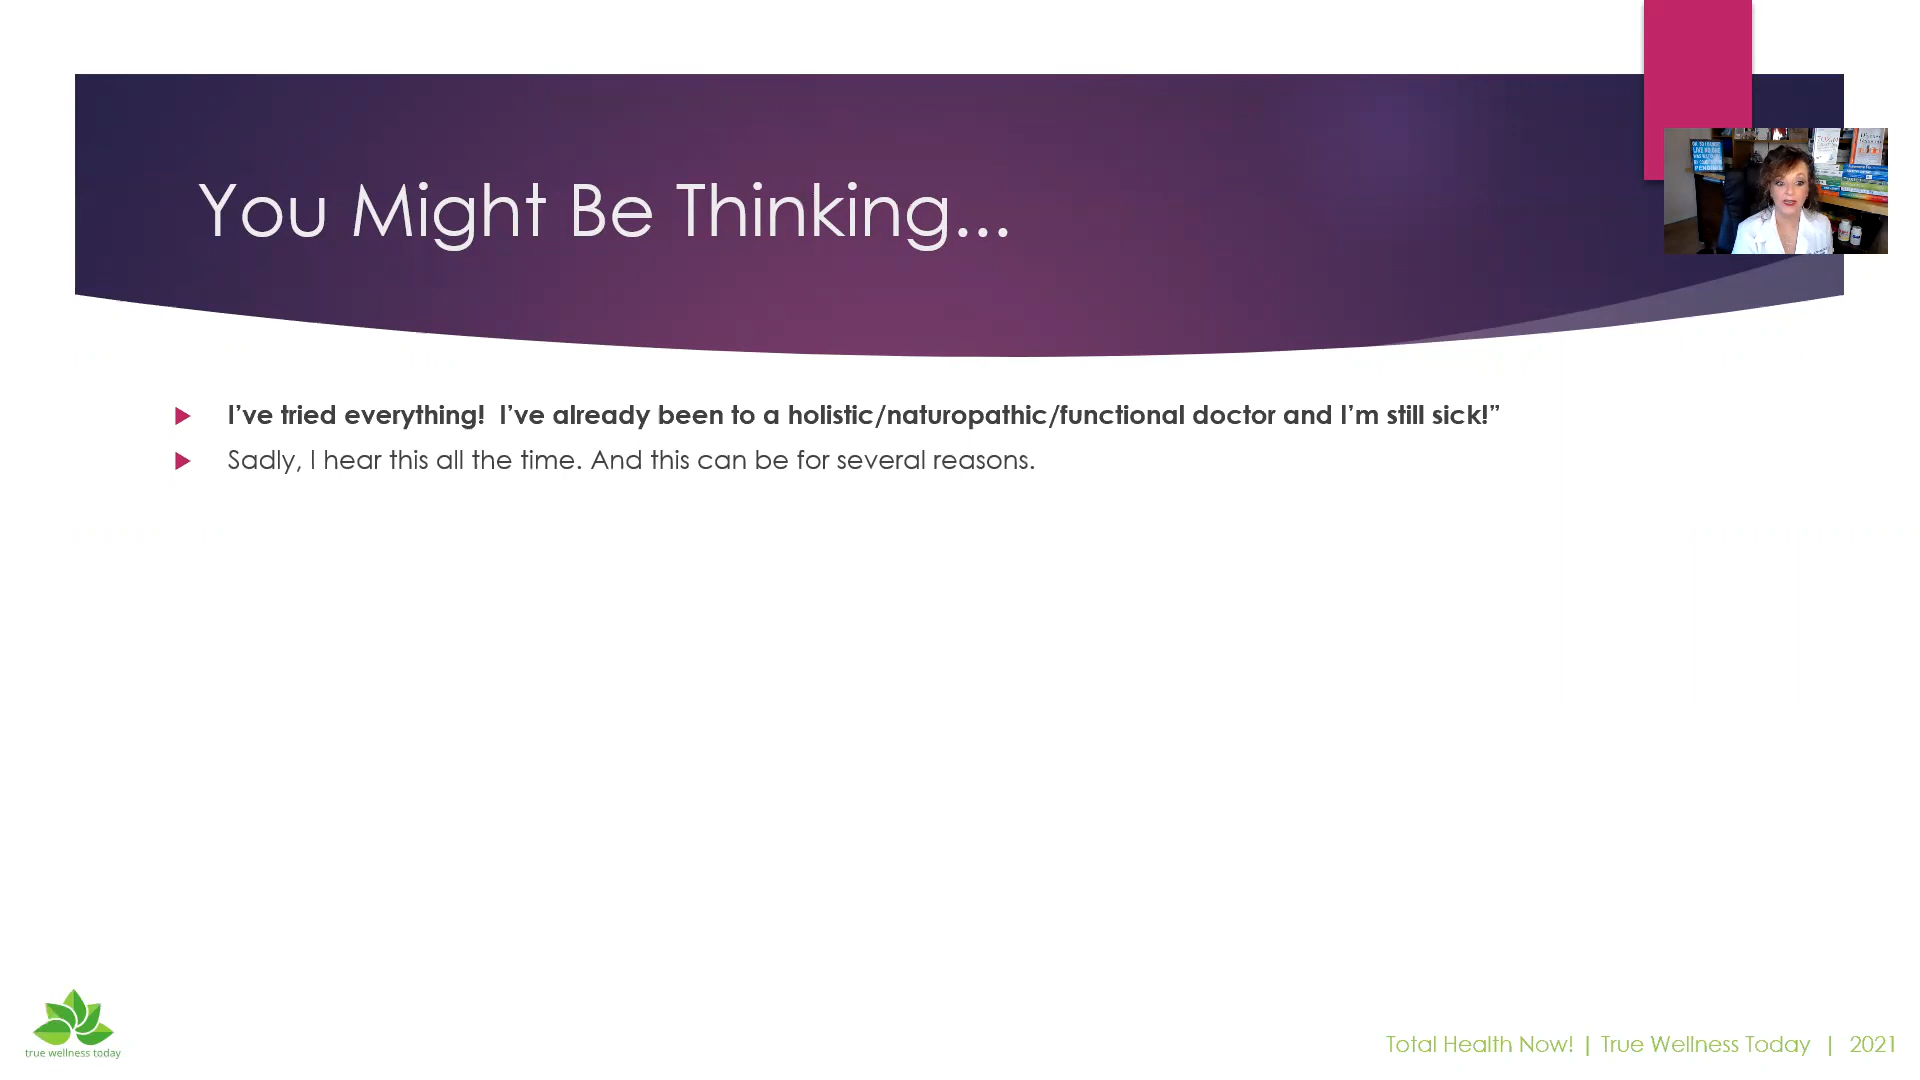 You Might Be Thinking...
I’ve tried everything!  I’ve already been to a holistic/naturopathic/functional doctor and I’m still sick!”
Sadly, I hear this all the time. And this can be for several reasons.
true wellness today
Total Health Now! | True Wellness Today | 2021